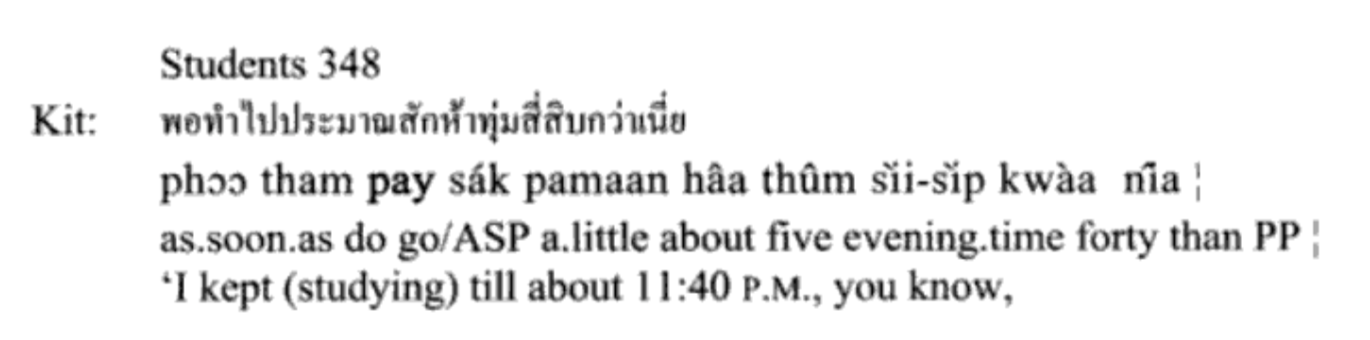 Students 348
Kit: พอทำไปประมาณสักห้าทุ่มสี่สิบกว่าเนี่ย
phɔɔ tham pay sák pamaan hâa thûm sǐi-sǐp kwàa nîa ¦
as.soon.as do go/ASP a.little about five evening.time forty than PP ¦
‘I kept (studying) till about 11:40 P.M., you know,